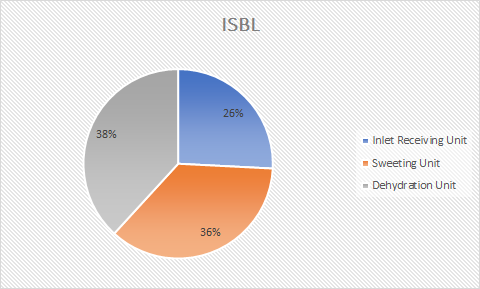 ISBL
26%
38%
36%
Inlet Receiving Unit
Sweeting Unit
Dehydration Unit